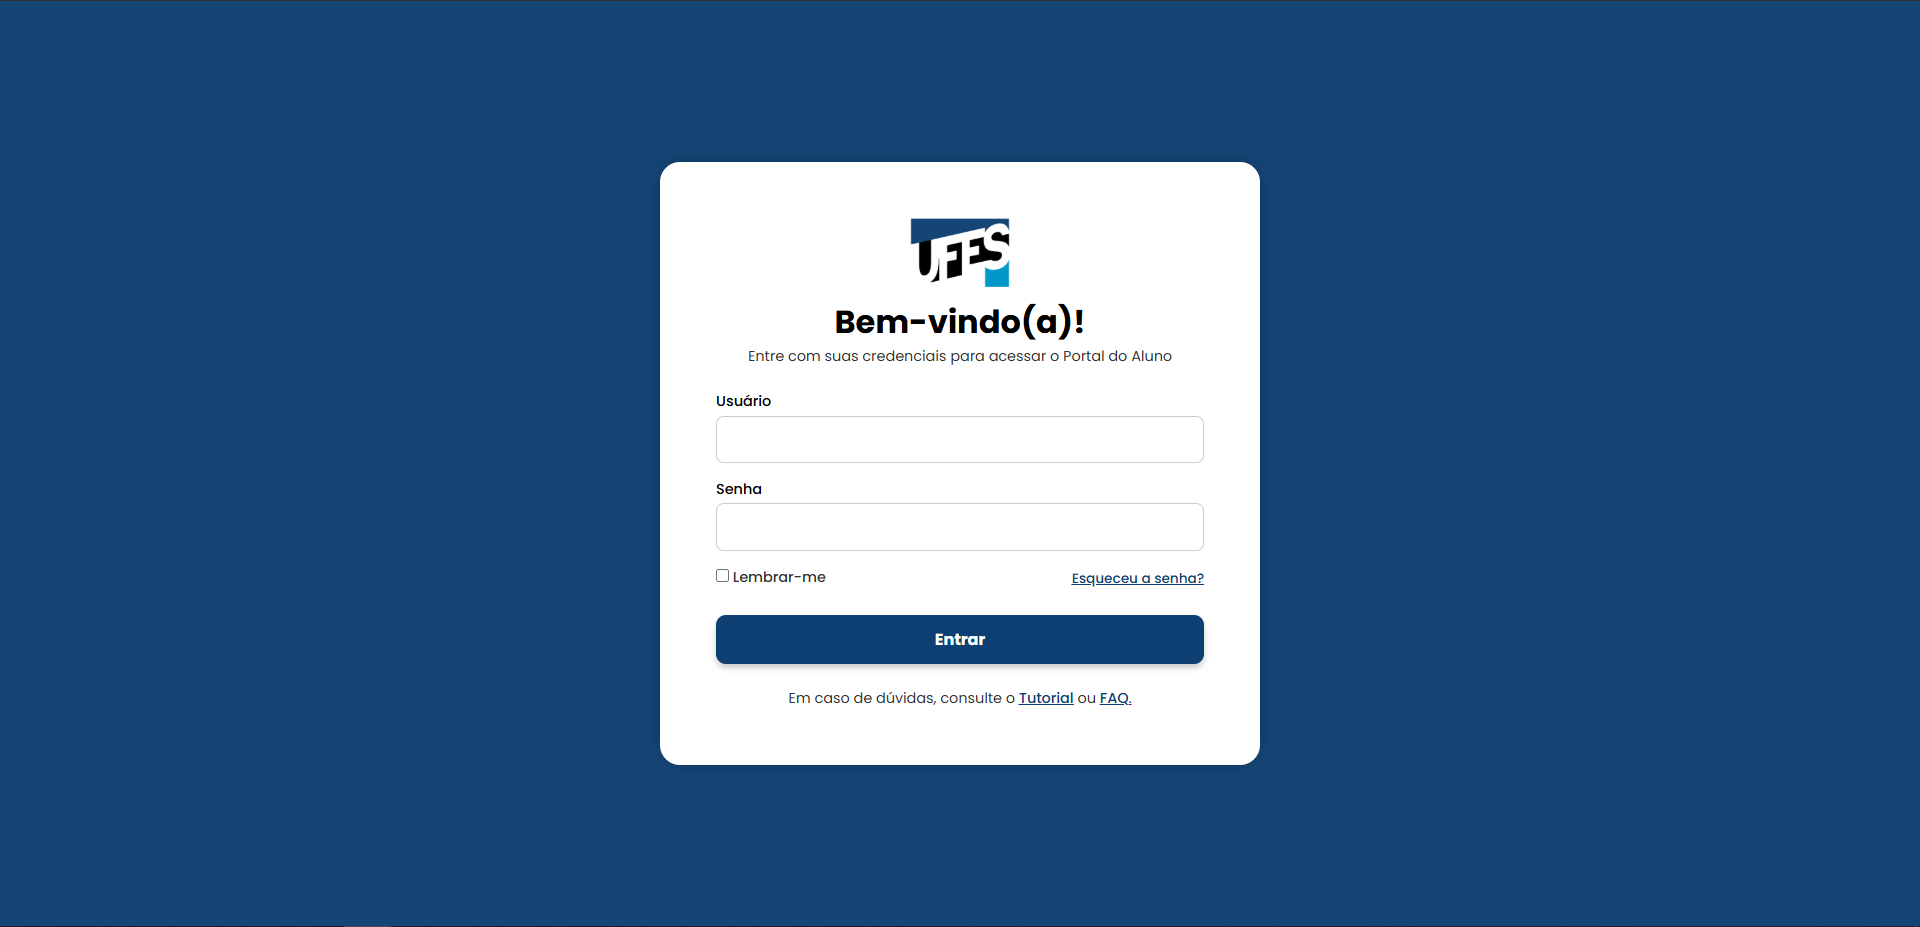 UFES
Bem-vindo(a)!
Entre com suas credenciais para acessar o Portal do Aluno
Usuário
Senha
Lembrar-me
Esqueceu a senha?
Entrar
Em caso de dúvidas, consulte o Tutorial ou FAQ.